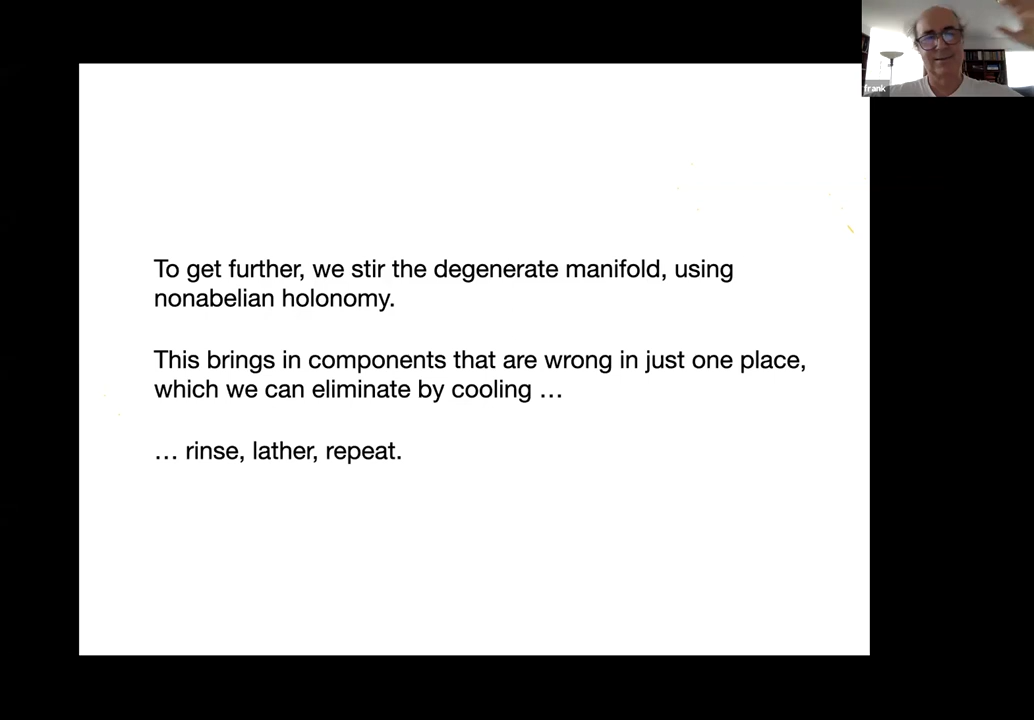 frank
To get further, we stir the degenerate manifold, using
nonabelian holonomy.
This brings in components that are wrong in just one place,
which we can eliminate by cooling …
… rinse, lather, repeat.